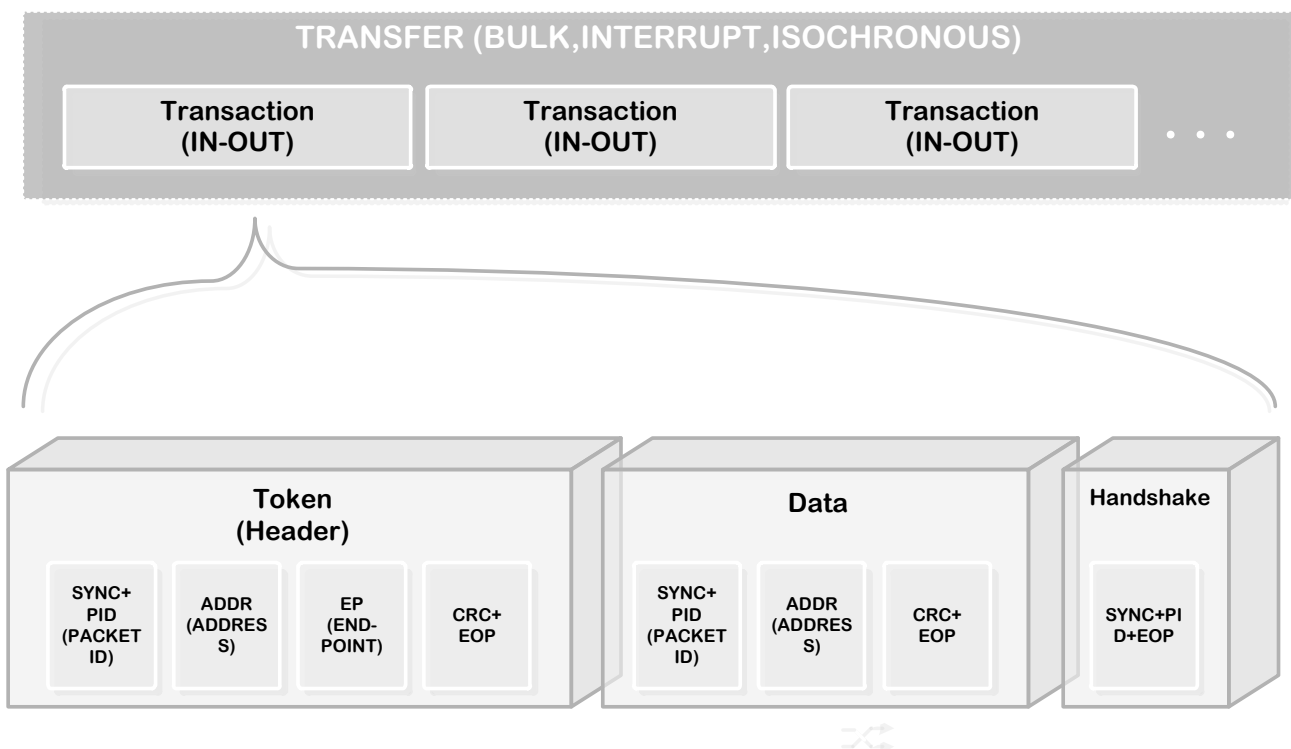 TRANSFER (BULK,INTERRUPT,ISOCHRONOUS)
Transaction
(IN-OUT)
Transaction
(IN-OUT)
Transaction
(IN-OUT)
. . .
Token
(Header)
SYNC+
PID
(PACKET
ID)
ADDR
(ADDRES
S)
EP
(END-
POINT)
CRC+
EOP
Data
SYNC+
PID
(PACKET
ID)
ADDR
(ADDRES
S)
CRC+
EOP
Handshake
SYNC+PI
D+EOP